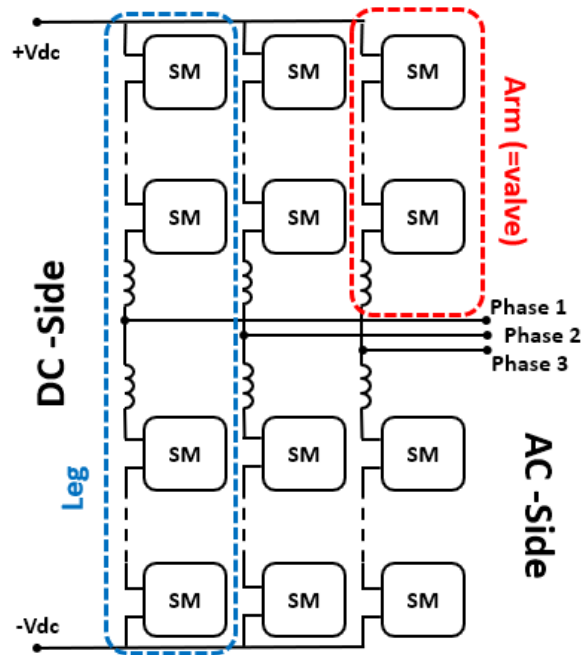 +Vdc
SM SM SM
Arm (=valve)
SM SM SM
DC -Side
Phase 1
Phase 2
Phase 3
Leg
SM SM SM
AC -Side
SM SM SM
-Vdc